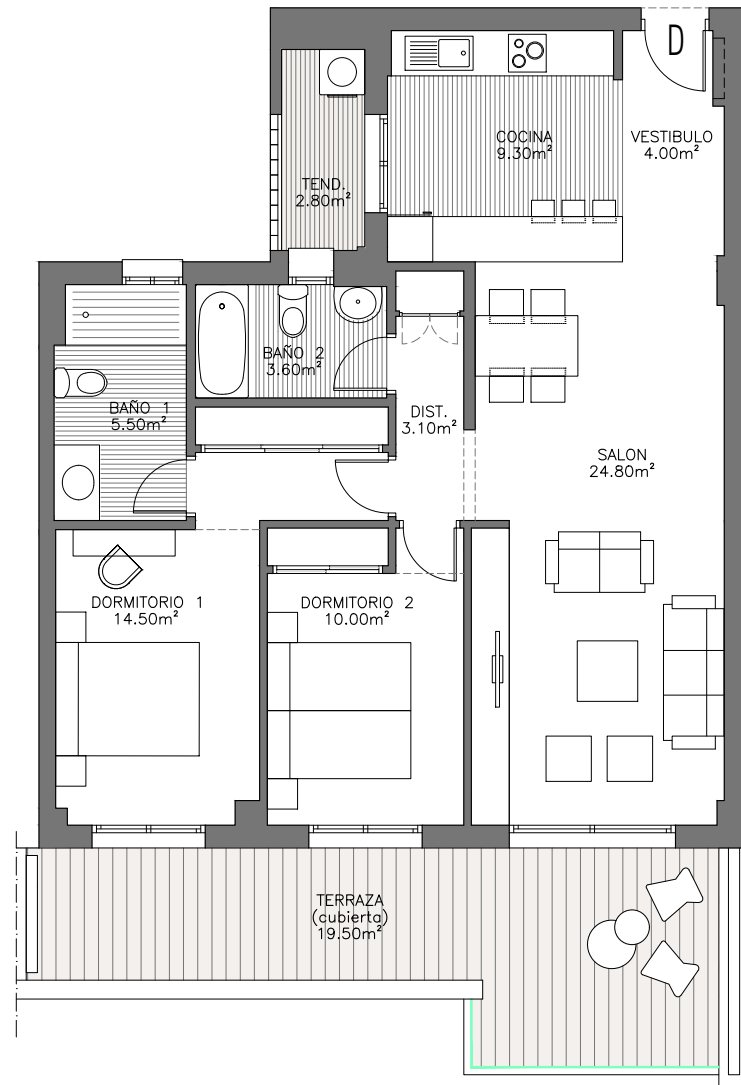 D
COCINA
9.30m²
VESTIBULO
4.00m²
TEND.
2.80m²
BAÑO 2
3.60m²
BAÑO 1
5.50m²
DIST.
3.10m²
SALON
24.80m²
DORMITORIO 1
14.50m²
DORMITORIO 2
10.00m²
TERRAZA
(cubierta)
19.50m²